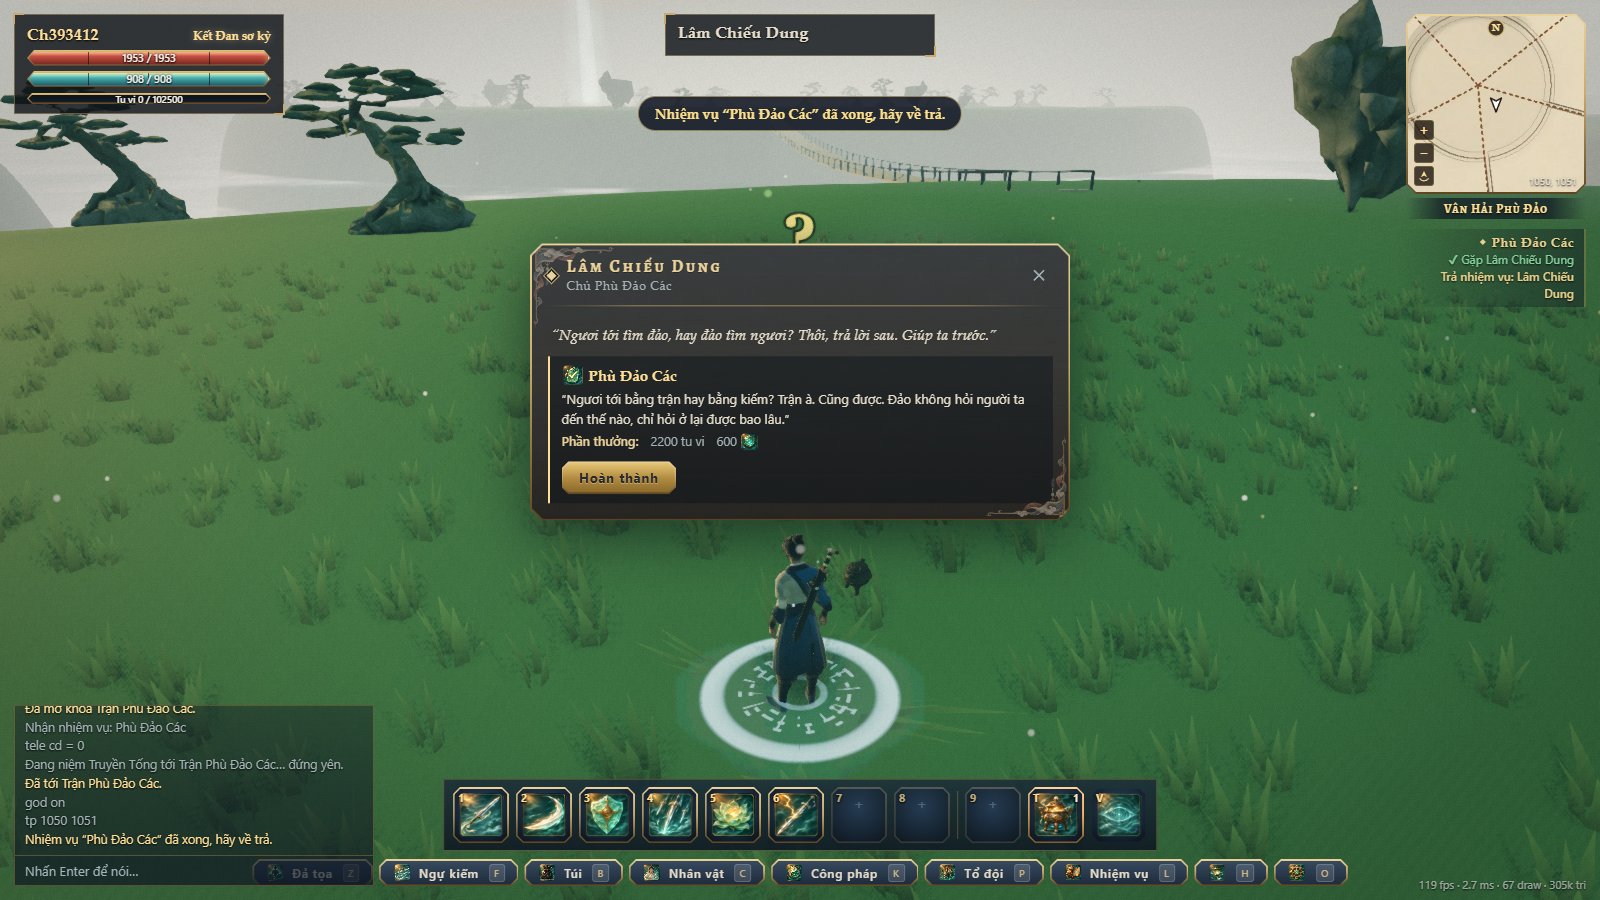 Ch393412
Kết Đan sơ kỳ
1953 / 1953
908 / 908
Tu vi 0 / 102500
Lâm Chiếu Dung
Nhiệm vụ “Phù Đảo Các” đã xong, hãy về trả.
N
+
−
1050, 1051
Vân Hải Phù Đảo
Phù Đảo Các
✓ Gặp Lâm Chiếu Dung
Trả nhiệm vụ: Lâm Chiếu
Dung
?
Lâm Chiếu Dung
Chủ Phù Đảo Các
“Ngươi tới tìm đảo, hay đảo tìm ngươi? Thôi, trả lời sau. Giúp ta trước.”
Phù Đảo Các
“Ngươi tới bằng trận hay bằng kiếm? Trận à. Cũng được. Đảo không hỏi người ta
đến thế nào, chỉ hỏi ở lại được bao lâu.”
Phần thưởng: 2200 tu vi 600
Hoàn thành
Đã mở khóa Trận Phù Đảo Các.
Nhận nhiệm vụ: Phù Đảo Các
tele cd = 0
Đang niệm Truyền Tống tới Trận Phù Đảo Các... đứng yên.
Đã tới Trận Phù Đảo Các.
god on
tp 1050 1051
Nhiệm vụ “Phù Đảo Các” đã xong, hãy về trả.
Nhấn Enter để nói...
1 2 3 4 5 6 7 + 8 + 9 + T 1 V
Đả tọa Z
Ngự kiếm F
Túi B
Nhân vật C
Công pháp K
Tổ đội P
Nhiệm vụ L
H
O
119 fps · 2.7 ms · 67 draw · 305k tri